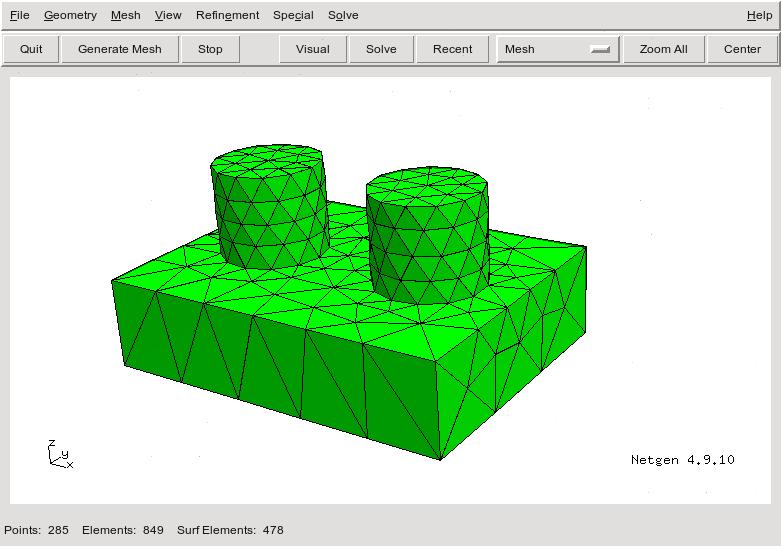 File Geometry Mesh View Refinement Special Solve Help
Quit Generate Mesh Stop Visual Solve Recent Mesh Zoom All Center
z
y
x
Netgen 4.9.10
Points: 285 Elements: 849 Surf Elements: 478